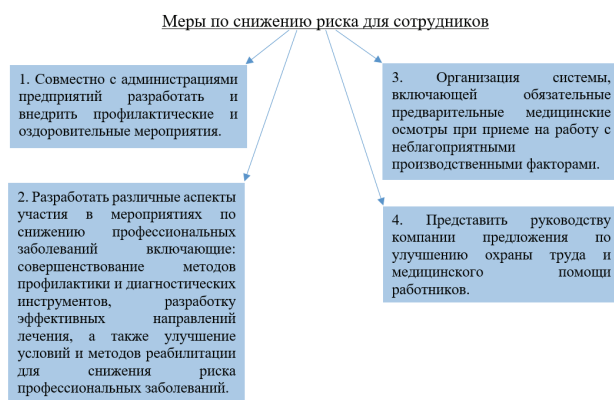 Меры по снижению риска для сотрудников
1. Совместно с администрациями
предприятий разработать и
внедрить профилактические и
оздоровительные мероприятия.
2. Разработать различные аспекты
участия в мероприятиях по
снижению профессиональных
заболеваний включающие:
совершенствование методов
профилактики и диагностических
инструментов, разработку
эффективных направлений
лечения, а также улучшение
условий и методов реабилитации
для снижения риска
профессиональных заболеваний.
3. Организация системы,
включающей обязательные
предварительные медицинские
осмотры при приеме на работу с
неблагоприятными
производственными факторами.
4. Представить руководству
компании предложения по
улучшению охраны труда и
медицинского помощи
работников.